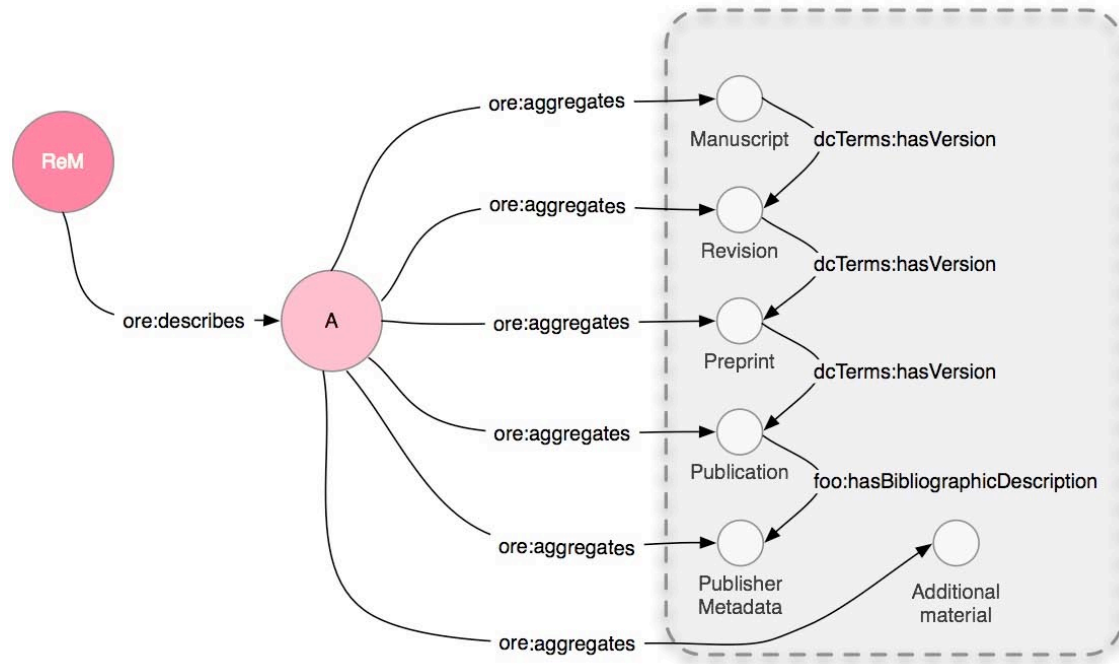 ore:aggregates
Manuscript
dcTerms:hasVersion
ReM
ore:aggregates
Revision
dcTerms:hasVersion
ore:describes
A
ore:aggregates
Preprint
dcTerms:hasVersion
ore:aggregates
Publication
foo:hasBibliographicDescription
ore:aggregates
Publisher
Metadata
Additional
material
ore:aggregates